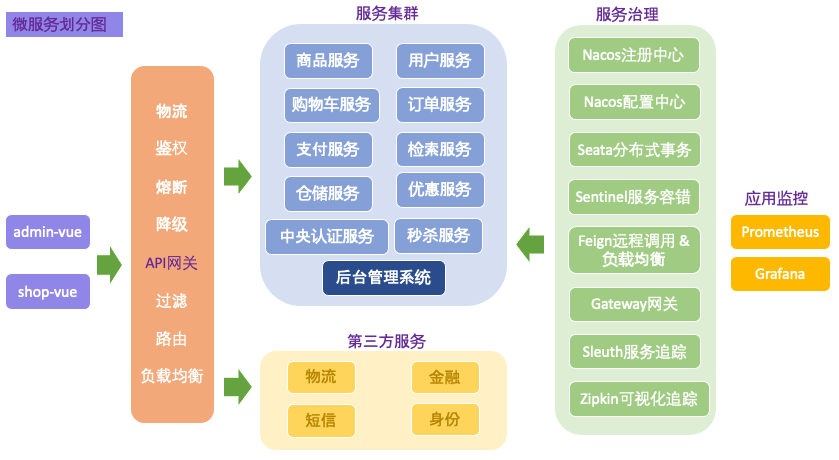 微服务划分图
admin-vue
shop-vue
物流
鉴权
熔断
降级
API网关
过滤
路由
负载均衡
服务集群
商品服务
用户服务
购物车服务
订单服务
支付服务
检索服务
仓储服务
优惠服务
中央认证服务
秒杀服务
后台管理系统
第三方服务
物流
金融
短信
身份
服务治理
Nacos注册中心
Nacos配置中心
Seata分布式事务
Sentinel服务容错
Feign远程调用 &
负载均衡
Gateway网关
Sleuth服务追踪
Zipkin可视化追踪
应用监控
Prometheus
Grafana